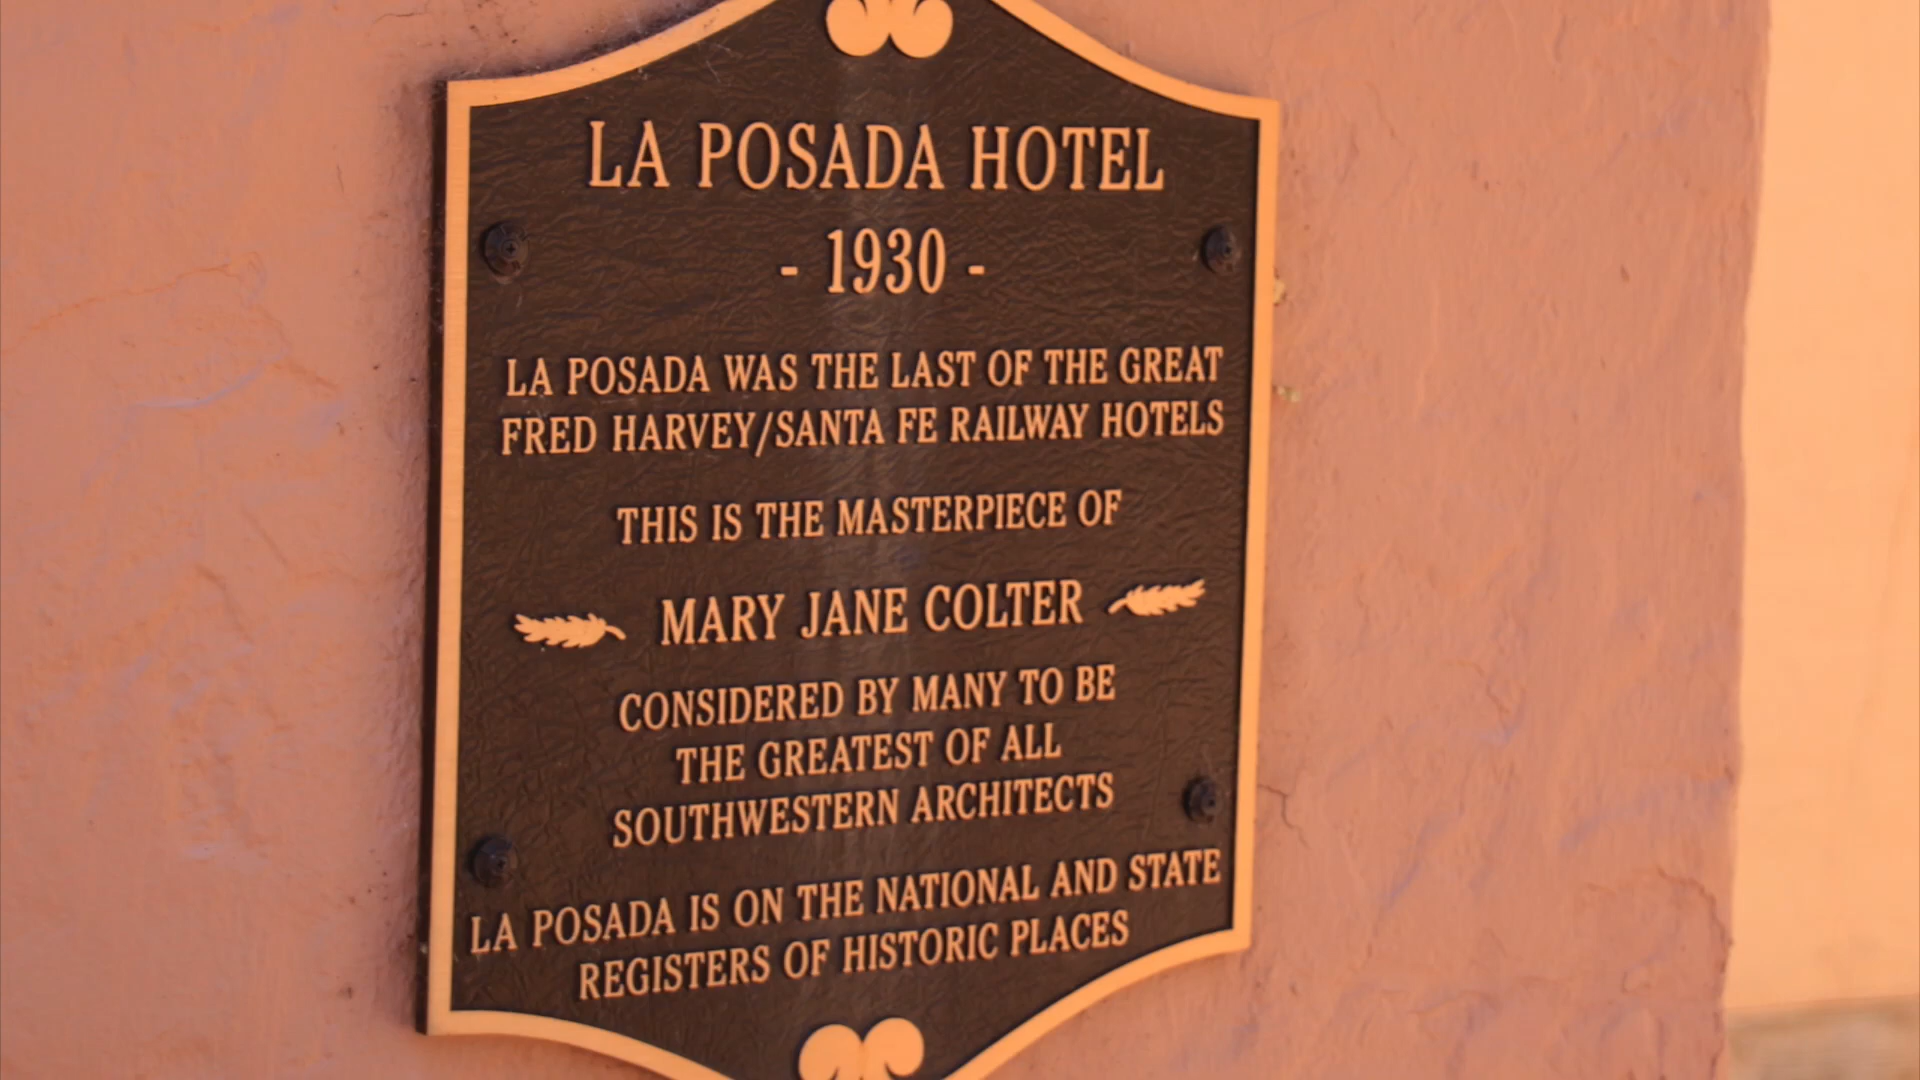 LA POSADA HOTEL
- 1930 -
LA POSADA WAS THE LAST OF THE GREAT
FRED HARVEY/SANTA FE RAILWAY HOTELS
THIS IS THE MASTERPIECE OF
MARY JANE COLTER
CONSIDERED BY MANY TO BE
THE GREATEST OF ALL
SOUTHWESTERN ARCHITECTS
LA POSADA IS ON THE NATIONAL AND STATE
REGISTERS OF HISTORIC PLACES